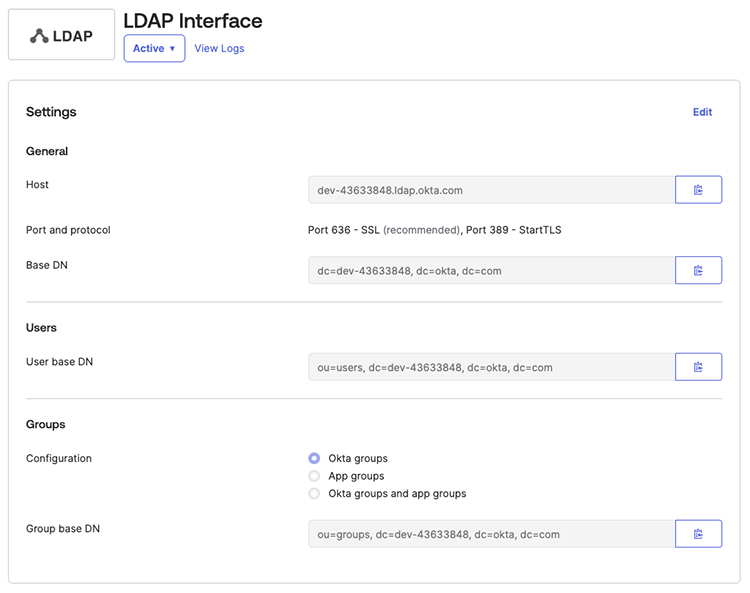 LDAP
LDAP Interface
Active ▼ View Logs
Settings
Edit
General
Host
dev-43633848.ldap.okta.com
Port and protocol
Port 636 - SSL (recommended), Port 389 - StartTLS
Base DN
dc=dev-43633848, dc=okta, dc=com
Users
User base DN
ou=users, dc=dev-43633848, dc=okta, dc=com
Groups
Configuration
Okta groups
App groups
Okta groups and app groups
Group base DN
ou=groups, dc=dev-43633848, dc=okta, dc=com